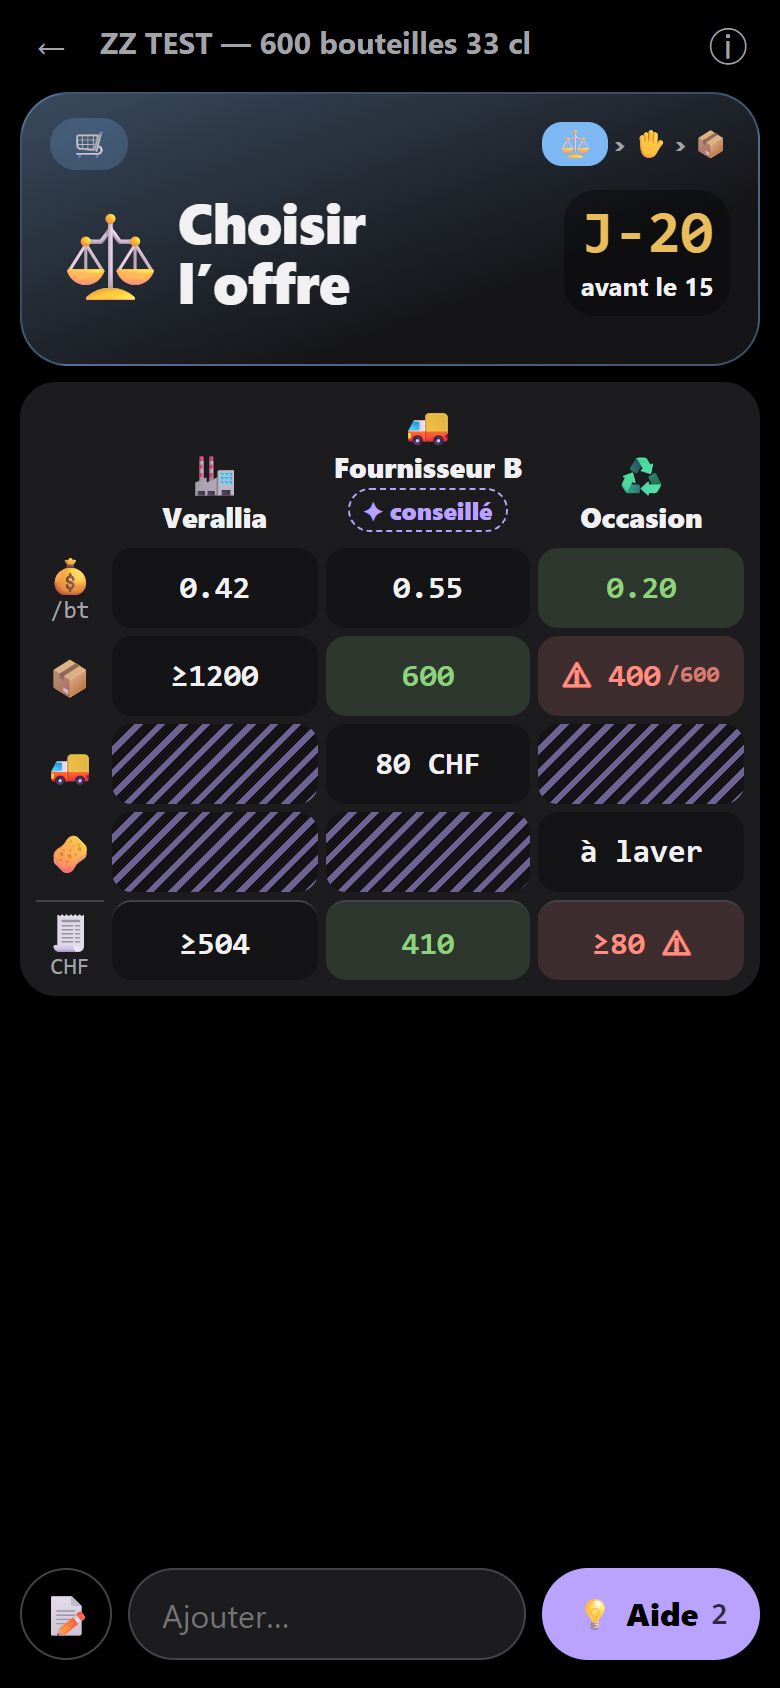 ← ZZ TEST — 600 bouteilles 33 cl ⓘ
› ›
Choisir
l’offre
J-20
avant le 15
Verallia
Fournisseur B
✦ conseillé
Occasion
/bt 0.42 0.55 0.20
≥1200 600 ⚠ 400/600
80 CHF
à laver
CHF ≥504 410 ≥80 ⚠
Ajouter…
Aide 2